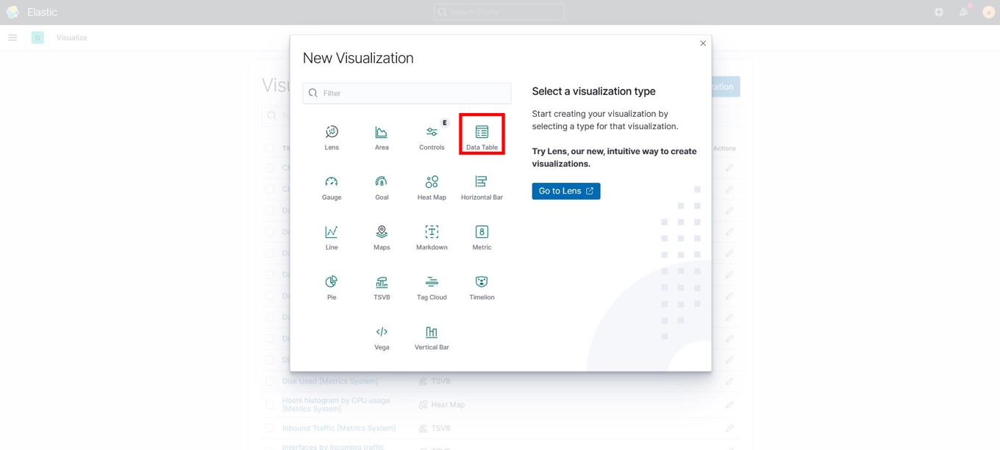 Elastic
Search Elastic
D
Visualize
e
New Visualization
Filter
Lens
Area
E
Controls
Data Table
Gauge
8
Goal
Heat Map
Horizontal Bar
Line
Maps
T
Markdown
8
Metric
Pie
TSVB
Tag Cloud
Timelion
Vega
Vertical Bar
Select a visualization type
Start creating your visualization by
selecting a type for that visualization.
Try Lens, our new, intuitive way to create
visualizations.
Go to Lens
Actions
Disk Used [Metrics System]
TSVB
Hosts histogram by CPU usage
[Metrics System]
Heat Map
Inbound Traffic [Metrics System]
TSVB
Interfaces by Incoming traffic
TSVB